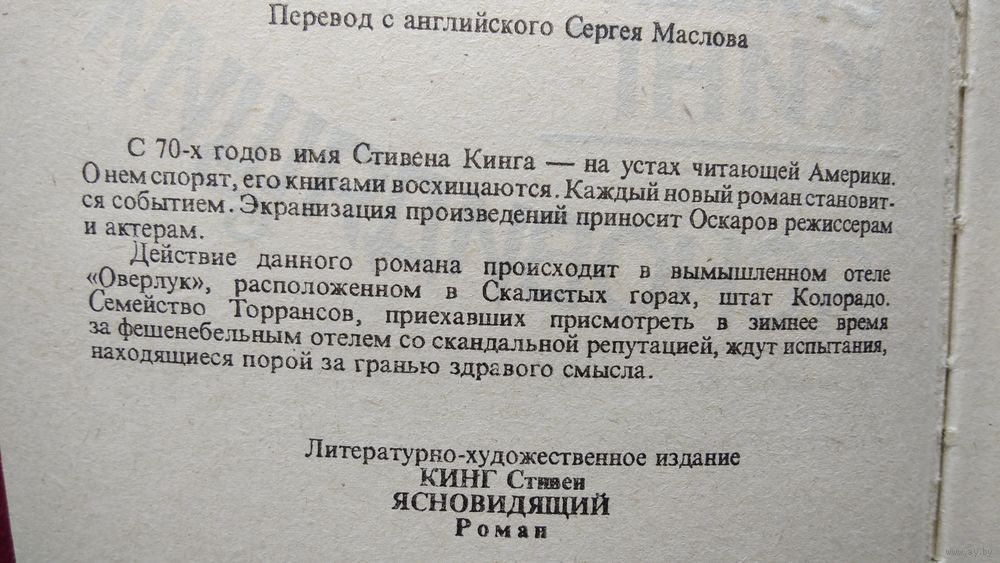 Перевод с английского Сергея Маслова
С 70-х годов имя Стивена Кинга — на устах читающей Америки.
О нем спорят, его книгами восхищаются. Каждый новый роман становит-
ся событием. Экранизация произведений приносит Оскаров режиссерам
и актерам.
Действие данного романа происходит в вымышленном отеле
«Оверлук», расположенном в Скалистых горах, штат Колорадо.
Семейство Торрансов, приехавших присмотреть в зимнее время
за фешенебельным отелем со скандальной репутацией, ждут испытания,
находящиеся порой за гранью здравого смысла.
Литературно-художественное издание
КИНГ Стивен
ЯСНОВИДЯЩИЙ
Роман
www.ay.by